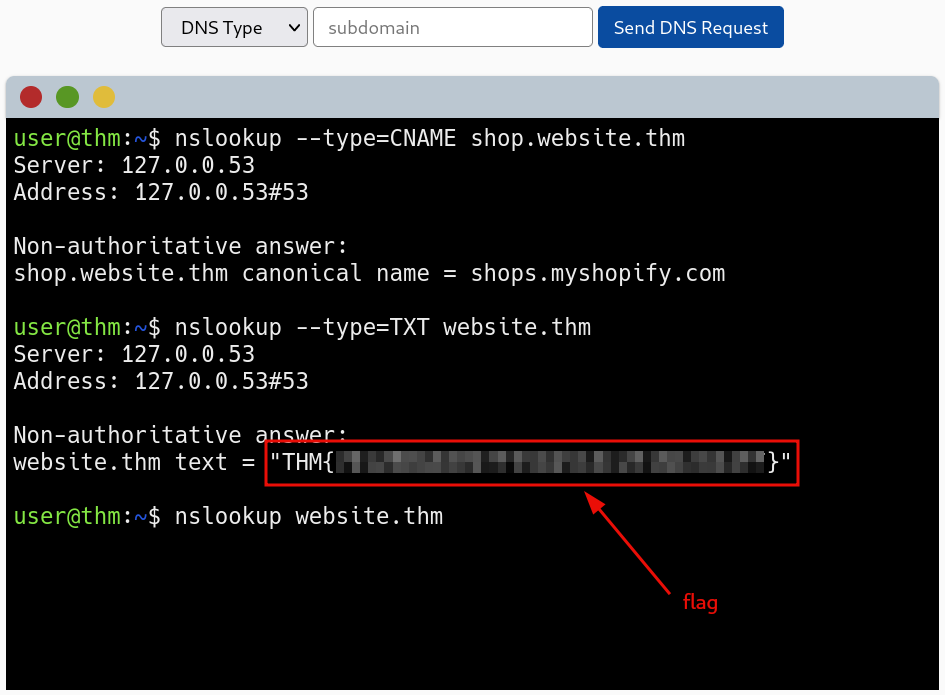 DNS Type subdomain Send DNS Request
user@thm:~$ nslookup --type=CNAME shop.website.thm
Server: 127.0.0.53
Address: 127.0.0.53#53
Non-authoritative answer:
shop.website.thm canonical name = shops.myshopify.com
user@thm:~$ nslookup --type=TXT website.thm
Server: 127.0.0.53
Address: 127.0.0.53#53
Non-authoritative answer:
website.thm text = "THM{ }"
user@thm:~$ nslookup website.thm
flag